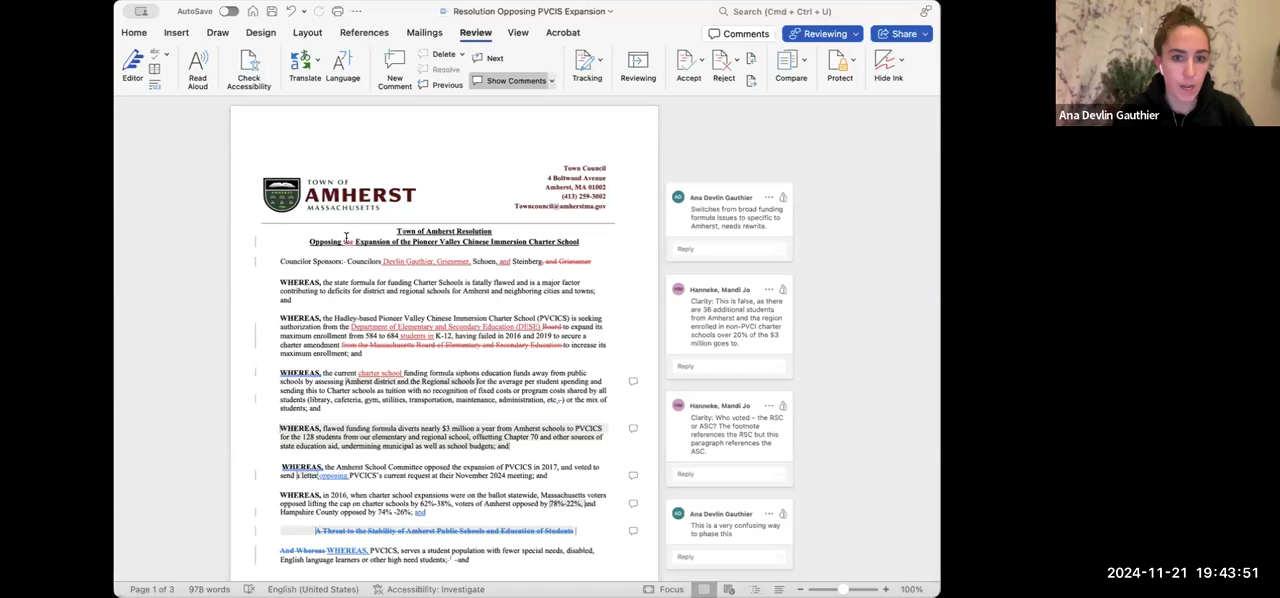 AutoSave
Resolution Opposing PVCIS Expansion
Search (Cmd + Ctrl + U)
Home Insert Draw Design Layout References Mailings Review View Acrobat
Comments Reviewing Share
Editor
Read Aloud
Check Accessibility
Translate
Language
New Comment
Delete
Resolve
Previous
Next
Show Comments
Tracking
Reviewing
Accept
Reject
Compare
Protect
Hide Ink
Ana Devlin Gauthier
Town Council
4 Boltwood Avenue
Amherst, MA 01002
(413) 259-3002
Towncouncil@amherstma.gov
TOWN OF
AMHERST
MASSACHUSETTS
Town of Amherst Resolution
Opposing the Expansion of the Pioneer Valley Chinese Immersion Charter School
Councilor Sponsors:- Councilors Devlin Gauthier, Griesemer, Schoen, and Steinberg, and Griesemer
WHEREAS, the state formula for funding Charter Schools is fatally flawed and is a major factor
contributing to deficits for district and regional schools for Amherst and neighboring cities and towns;
and
WHEREAS, the Hadley-based Pioneer Valley Chinese Immersion Charter School (PVCICS) is seeking
authorization from the Department of Elementary and Secondary Education (DESE) Board to expand its
maximum enrollment from 584 to 684 students in K-12, having failed in 2016 and 2019 to secure a
charter amendment from the Massachusetts Board of Elementary and Secondary Education to increase its
maximum enrollment; and
WHEREAS, the current charter school funding formula siphons education funds away from public
schools by assessing Amherst district and the Regional schools for the average per student spending and
sending this to Charter schools as tuition with no recognition of fixed costs or program costs shared by all
students (library, cafeteria, gym, utilities, transportation, maintenance, administration, etc.,) or the mix of
students; and
WHEREAS, flawed funding formula diverts nearly $3 million a year from Amherst schools to PVCICS
for the 128 students from our elementary and regional school, offsetting Chapter 70 and other sources of
state education aid, undermining municipal as well as school budgets; and
WHEREAS, the Amherst School Committee opposed the expansion of PVCICS in 2017, and voted to
send a letter opposing PVCICS's current request at their November 2024 meeting; and
WHEREAS, in 2016, when charter school expansions were on the ballot statewide, Massachusetts voters
opposed lifting the cap on charter schools by 62%-38%, voters of Amherst opposed by 78%-22%, and
Hampshire County opposed by 74% -26%; and
A Threat to the Stability of Amherst Public Schools and Education of Students
And Whereas WHEREAS, PVCICS, serves a student population with fewer special needs, disabled,
English language learners or other high need students; 1 –and
AD Ana Devlin Gauthier
Switches from broad funding
formula issues to specific to
Amherst, needs rewrite.
Reply
HM Hanneke, Mandi Jo
Clarity: This is false, as there
are 36 additional students
from Amherst and the region
enrolled in non-PVCI charter
schools over 20% of the $3
million goes to.
Reply
HM Hanneke, Mandi Jo
Clarity: Who voted – the RSC
or ASC? The footnote
references the RSC but this
paragraph references the
ASC.
Reply
AD Ana Devlin Gauthier
This is a very confusing way
to phase this
Reply
Page 1 of 3 978 words English (United States) Accessibility: Investigate Focus 100%
2024-11-21 19:43:51